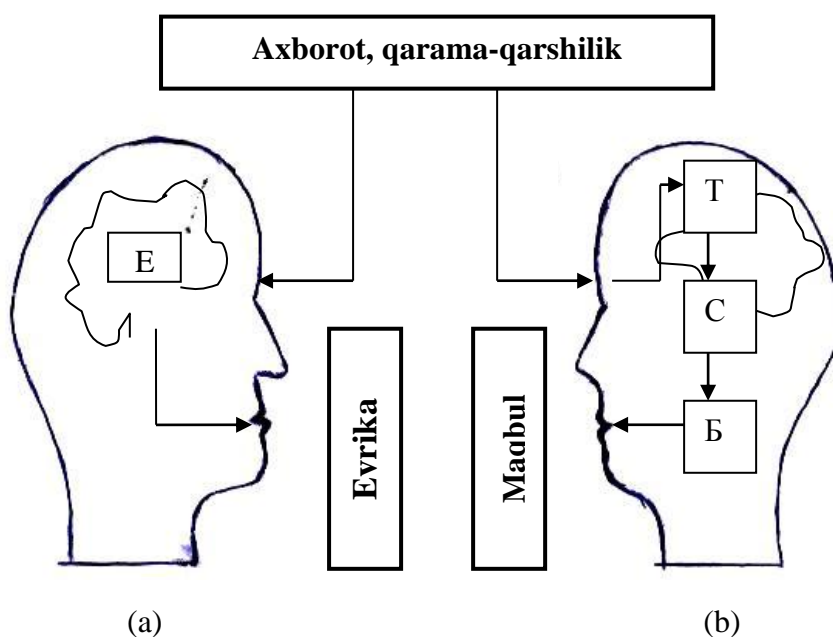 Axborot, qarama-qarshilik
E
Т
С
Б
Evrika
Maqbul
(a)
(b)